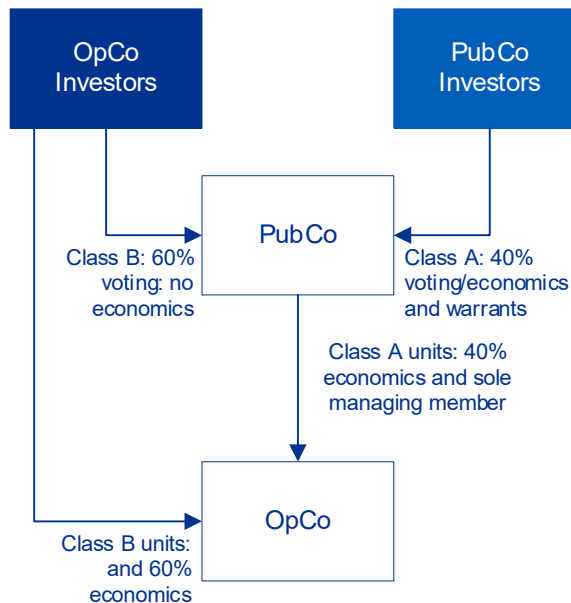 OpCo
Investors
PubCo
Investors
PubCo
Class B: 60%
voting: no
economics
Class A: 40%
voting/economics
and warrants
Class A units: 40%
economics and sole
managing member
OpCo
Class B units:
and 60%
economics